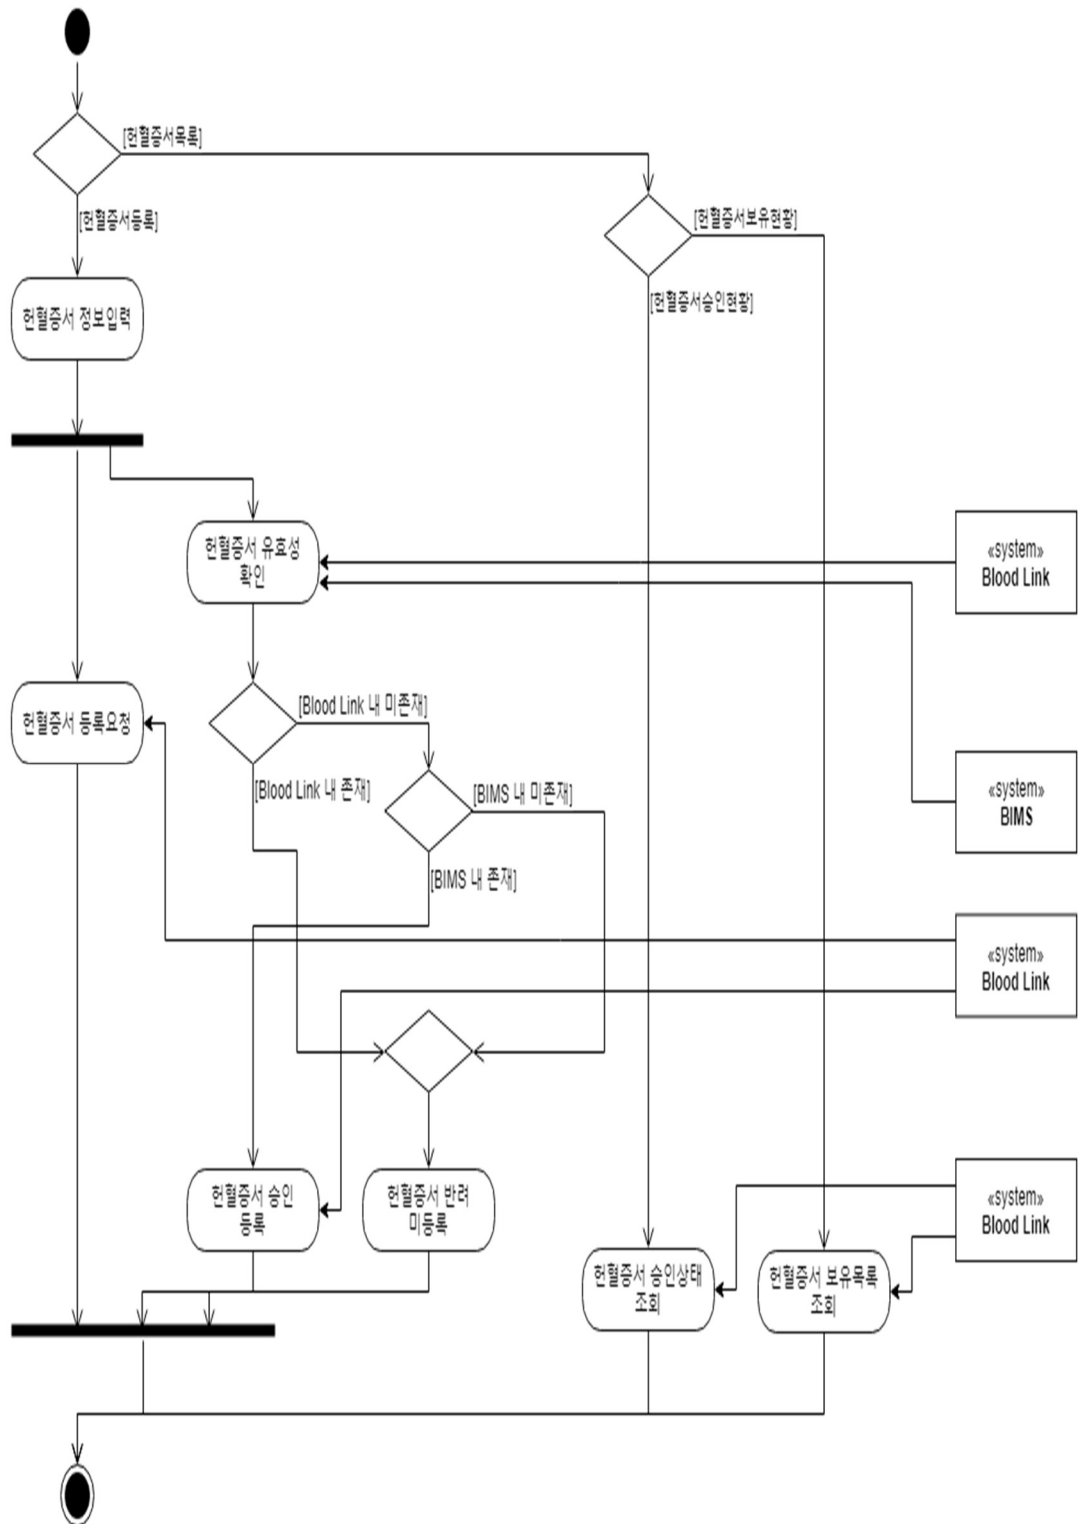 [헌혈증서목록]
[헌혈증서등록]
[헌혈증서보유현황]
[헌혈증서승인현황]
헌혈증서 정보입력
헌혈증서 유효성
확인
«system»
Blood Link
헌혈증서 등록요청
[Blood Link 내 미존재]
[Blood Link 내 존재]
[BIMS 내 미존재]
[BIMS 내 존재]
«system»
BIMS
«system»
Blood Link
헌혈증서 승인
등록
헌혈증서 반려
미등록
«system»
Blood Link
헌혈증서 승인상태
조회
헌혈증서 보유목록
조회